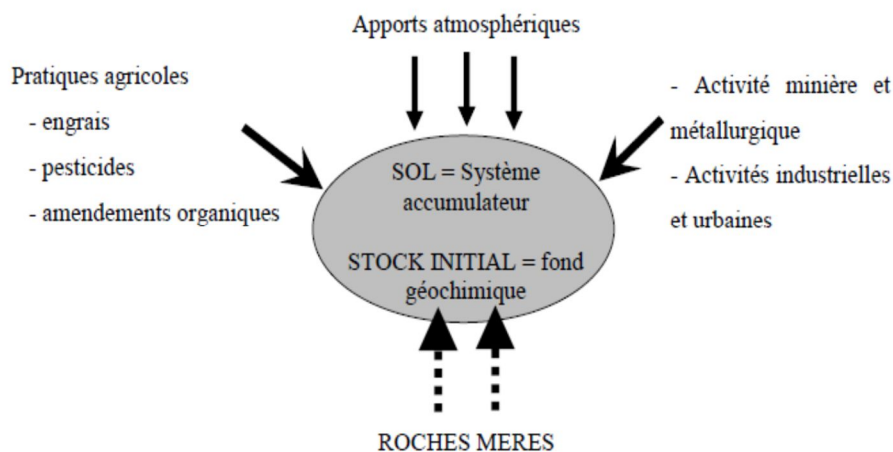 Apports atmosphériques
Pratiques agricoles
- engrais
- pesticides
- amendements organiques
- Activité minière et
métallurgique
- Activités industrielles
et urbaines
SOL = Système
accumulateur
STOCK INITIAL = fond
géochimique
ROCHES MERES